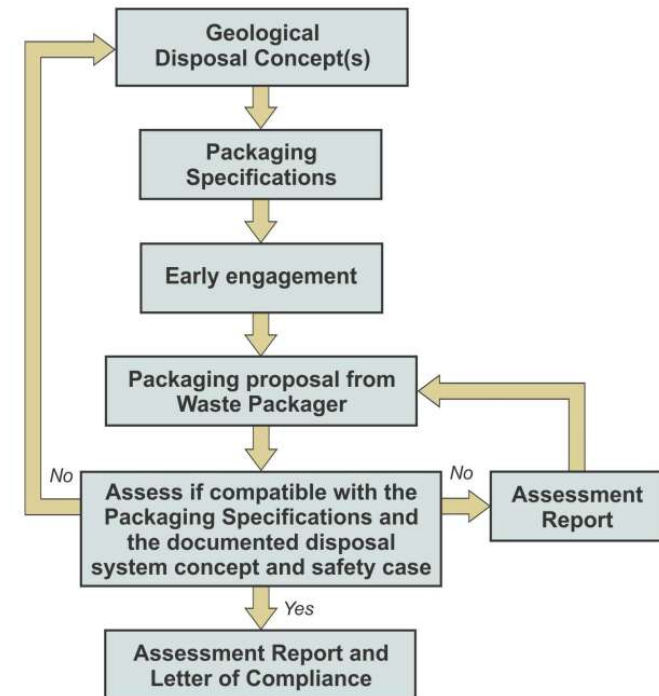 Geological
Disposal Concept(s)
Packaging
Specifications
Early engagement
Packaging proposal from
Waste Packager
No
No
Assess if compatible with the
Packaging Specifications and
the documented disposal
system concept and safety case
Assessment
Report
Yes
Assessment Report and
Letter of Compliance